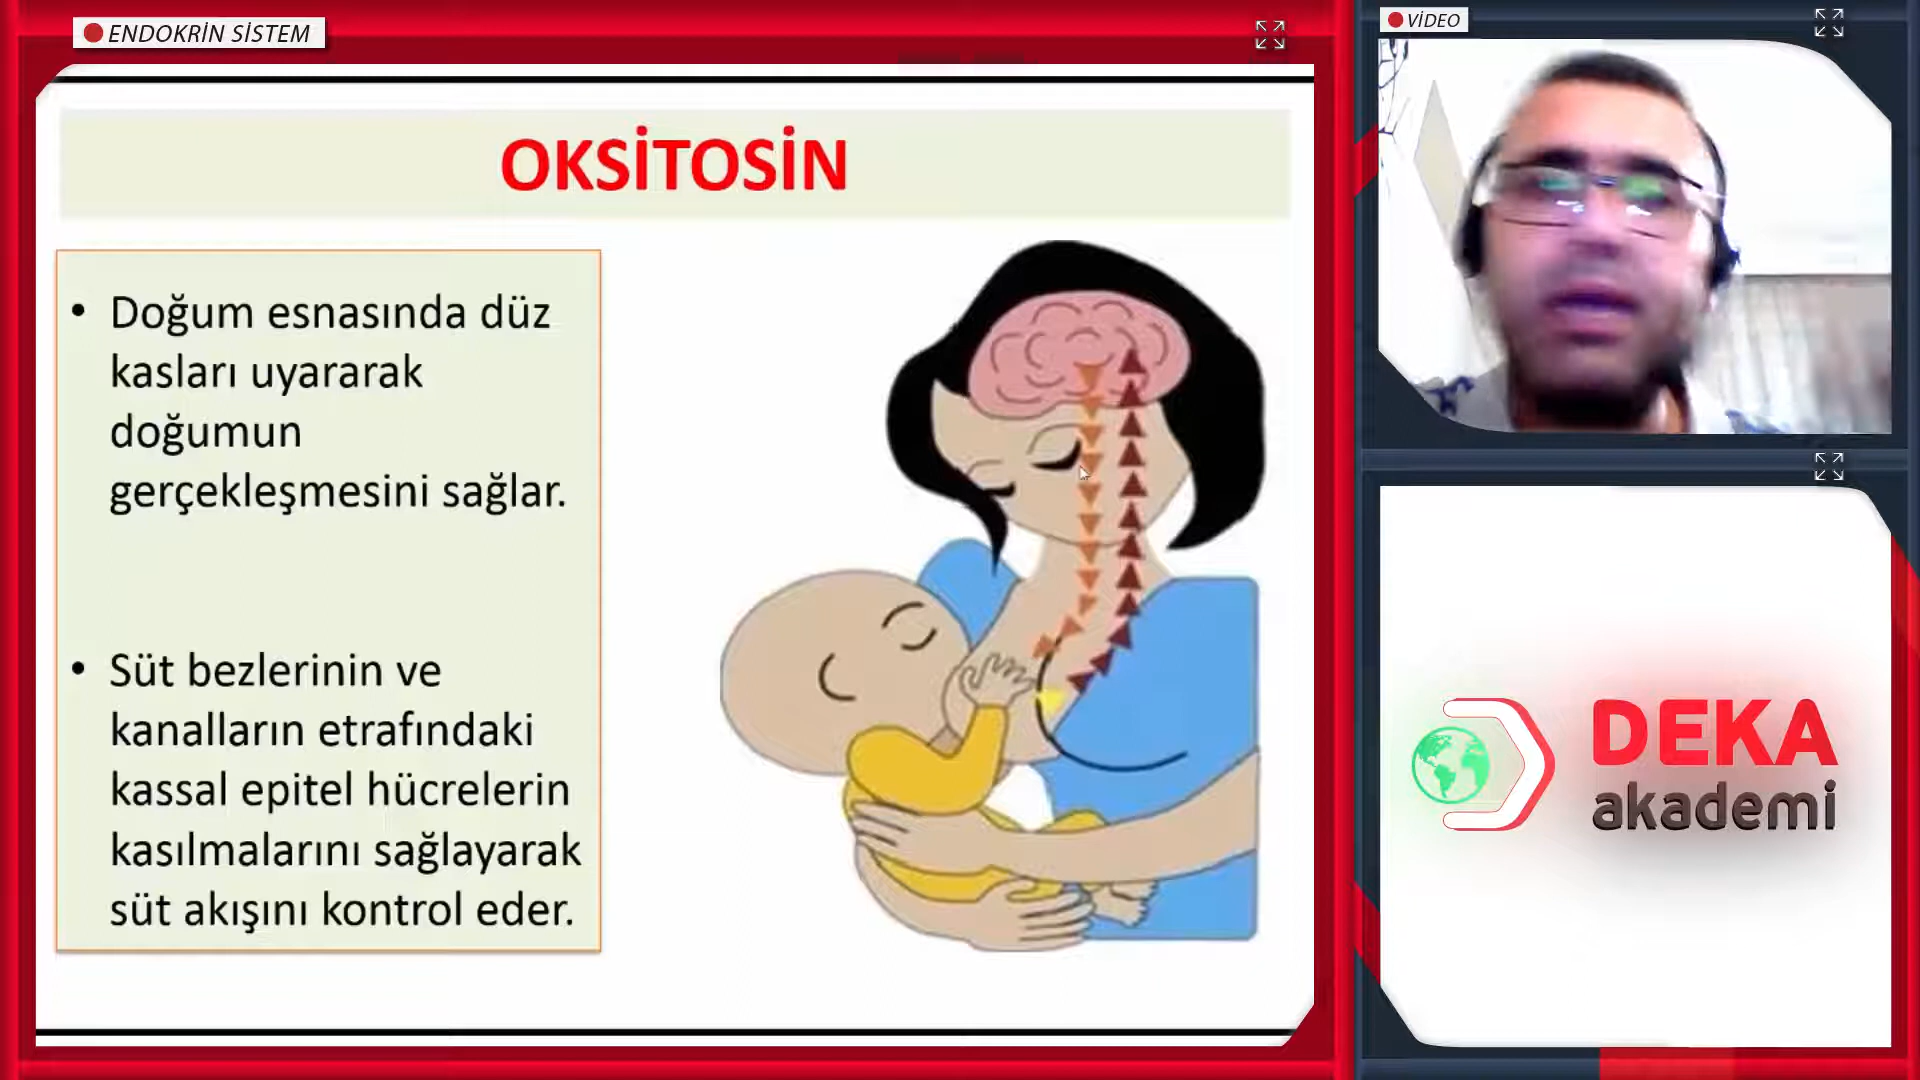 ENDOKRİN SİSTEM
VİDEO
OKSİTOSİN
• Doğum esnasında düz
kasları uyararak
doğumun
gerçekleşmesini sağlar.
• Süt bezlerinin ve
kanalların etrafındaki
kassal epitel hücrelerin
kasılmalarını sağlayarak
süt akışını kontrol eder.
DEKA
akademi